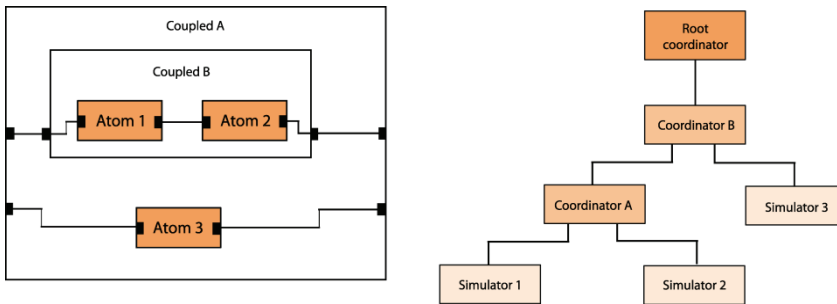 Coupled A
Coupled B
Atom 1
Atom 2
Atom 3
Root
coordinator
Coordinator B
Coordinator A
Simulator 3
Simulator 1
Simulator 2